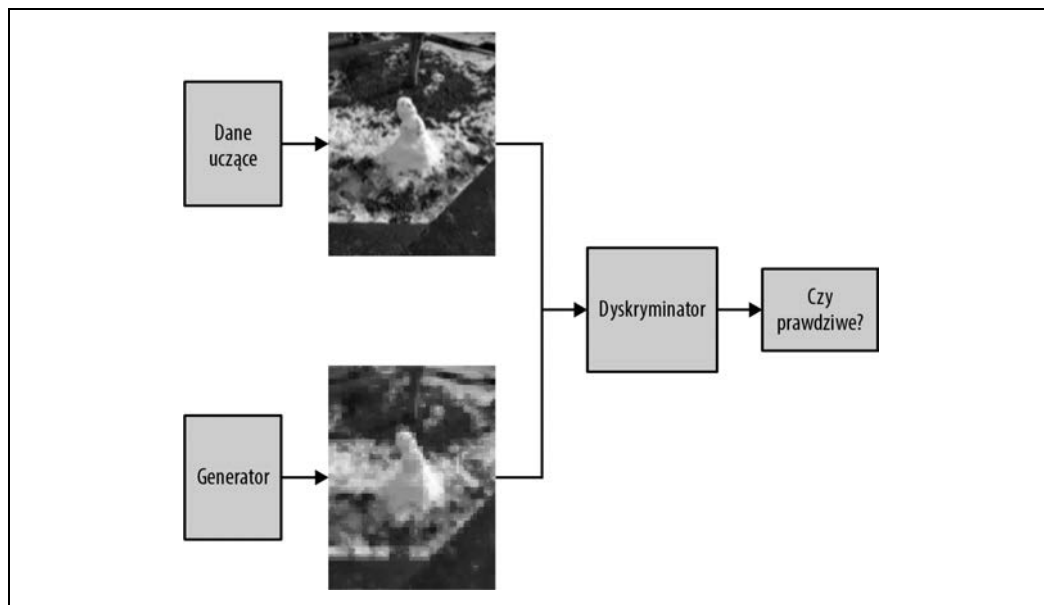 Dane
uczące
Generator
Dyskryminator
Czy
prawdziwe?